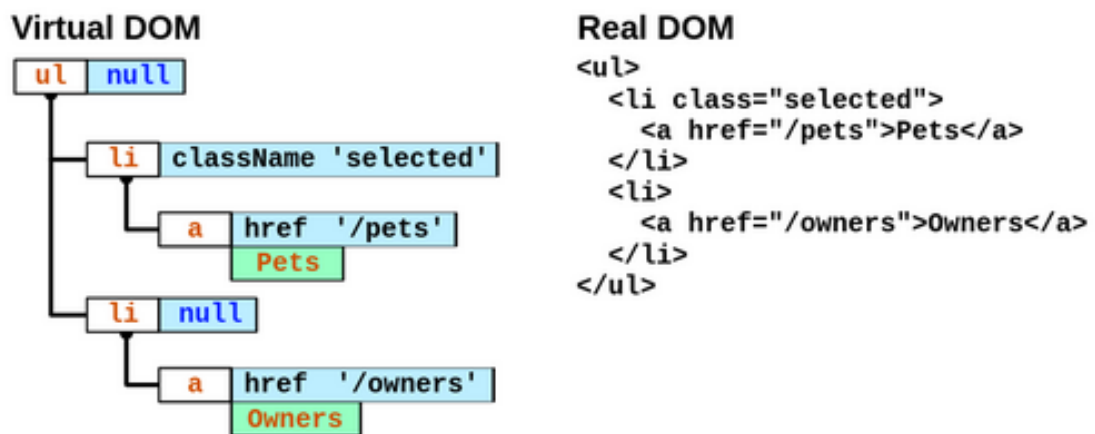 Virtual DOM
ul null
li className 'selected'
a href '/pets'
Pets
li null
a href '/owners'
Owners
Real DOM
<ul>
  <li class="selected">
    <a href="/pets">Pets</a>
  </li>
  <li>
    <a href="/owners">Owners</a>
  </li>
</ul>